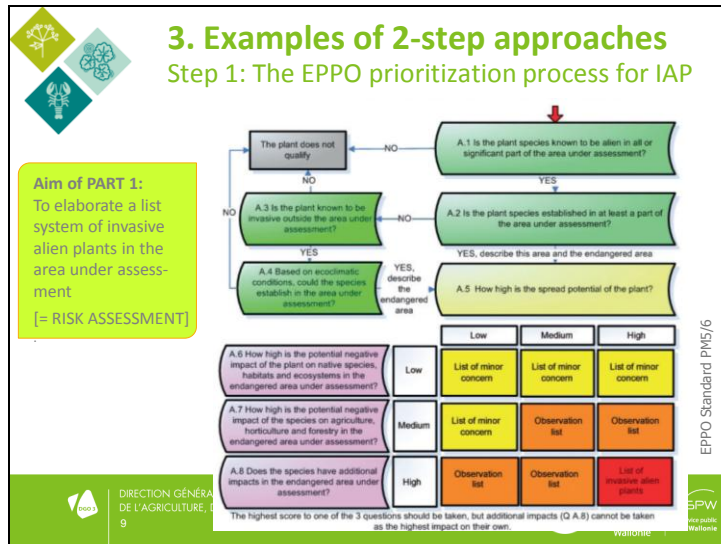 3. Examples of 2-step approaches
Step 1: The EPPO prioritization process for IAP
Aim of PART 1:
To elaborate a list
system of invasive
alien plants in the
area under assess-
ment
[= RISK ASSESSMENT]
.
The plant does not
qualify
NO
A.1 Is the plant species known to be alien in all or
significant part of the area under assessment?
NO
YES
NO
A.3 Is the plant known to be
invasive outside the area under
assessment?
NO
A.2 Is the plant species established in at least a part of
the area under assessment?
YES
YES, describe this area and the endangered area
A.4 Based on ecoclimatic
conditions, could the species
establish in the area under
assessment?
YES,
describe
the
endangered
area
A.5 How high is the spread potential of the plant?
Low
Medium
High
A.6 How high is the potential negative
impact of the plant on native species,
habitats and ecosystems in the
endangered area under assessment?
Low
List of minor
concern
List of minor
concern
List of minor
concern
A.7 How high is the potential negative
impact of the species on agriculture,
horticulture and forestry in the
endangered area under assessment?
Medium
List of minor
concern
Observation
list
Observation
list
A.8 Does the species have additional
impacts in the endangered area under
assessment?
High
Observation
list
Observation
list
List of
invasive alien
plants
The highest score to one of the 3 questions should be taken, but additional impacts (Q A.8) cannot be taken
as the highest impact on their own.
EPPO Standard PM5/6
DGO 3
DIRECTION GÉNÉRA
DE L'AGRICULTURE, D
9
Wallonie
SPW
vice public
Wallonie